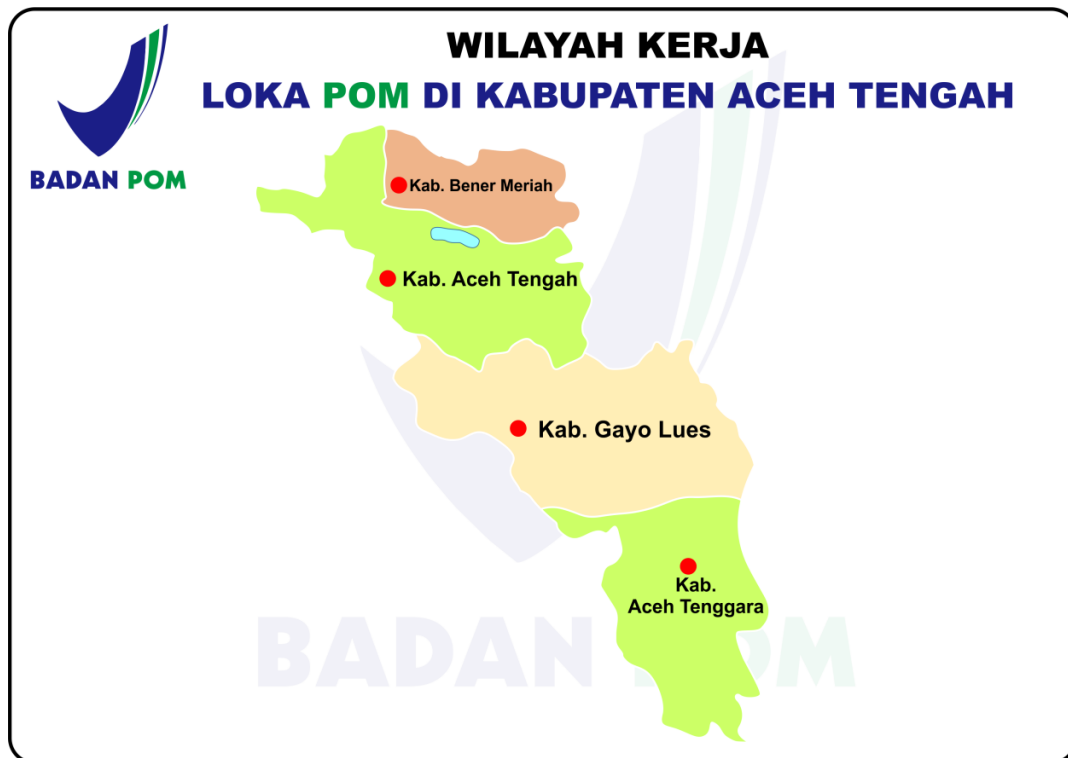 WILAYAH KERJA
LOKA POM DI KABUPATEN ACEH TENGAH
BADAN POM
Kab. Bener Meriah
Kab. Aceh Tengah
Kab. Gayo Lues
Kab.
Aceh Tenggara
BADAN POM